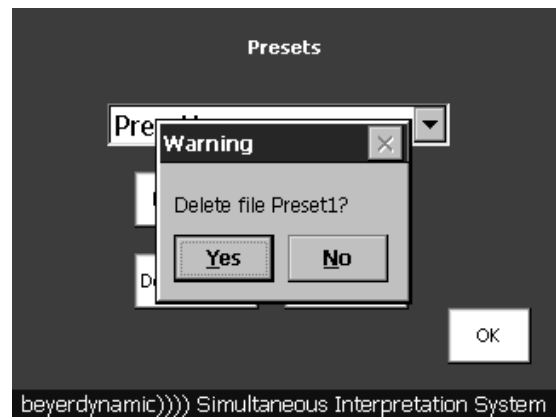 Presets
Warning
Delete file Preset1?
Yes
No
OK
beyerdynamic)))) Simultaneous Interpretation System